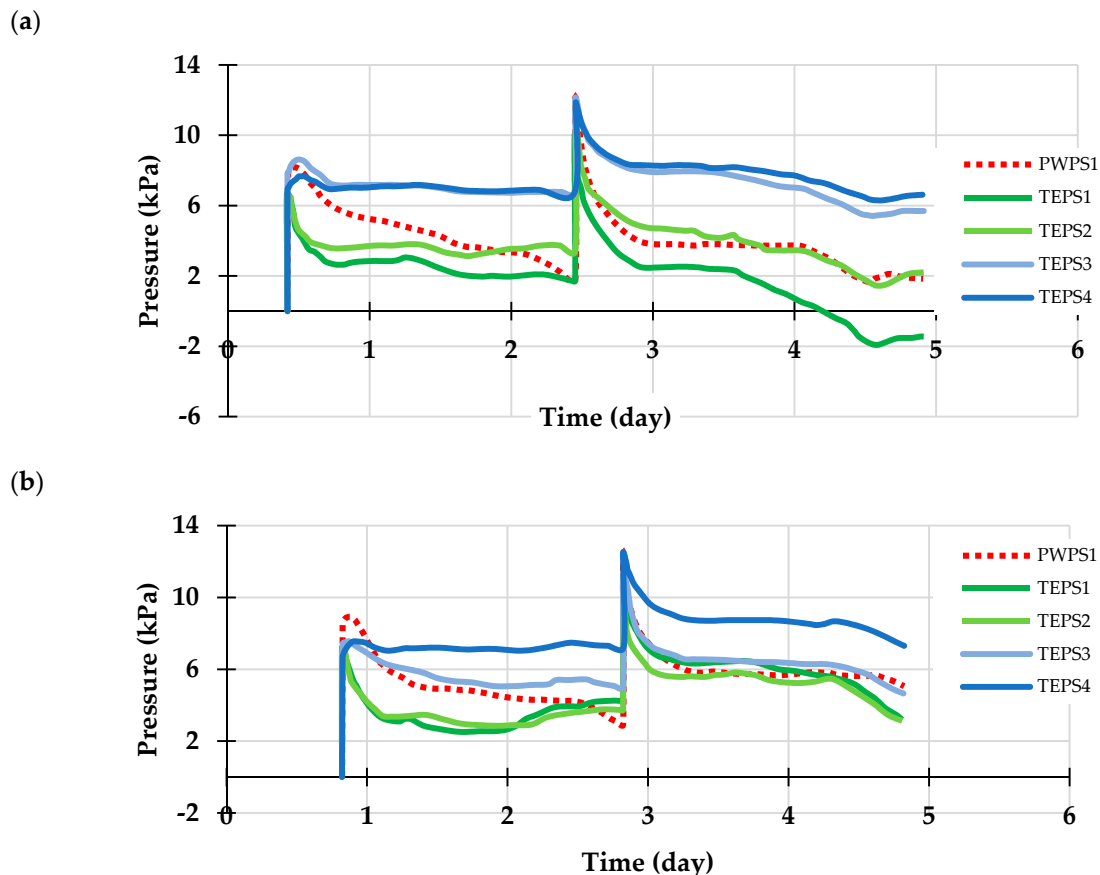 (a)
14
10
6
2
-2
-6
Pressure (kPa)
0
1
2
3
4
5
6
Time (day)
PWPS1
TEPS1
TEPS2
TEPS3
TEPS4
(b)
14
10
6
2
-2
Pressure (kPa)
0
1
2
3
4
5
6
Time (day)
PWPS1
TEPS1
TEPS2
TEPS3
TEPS4